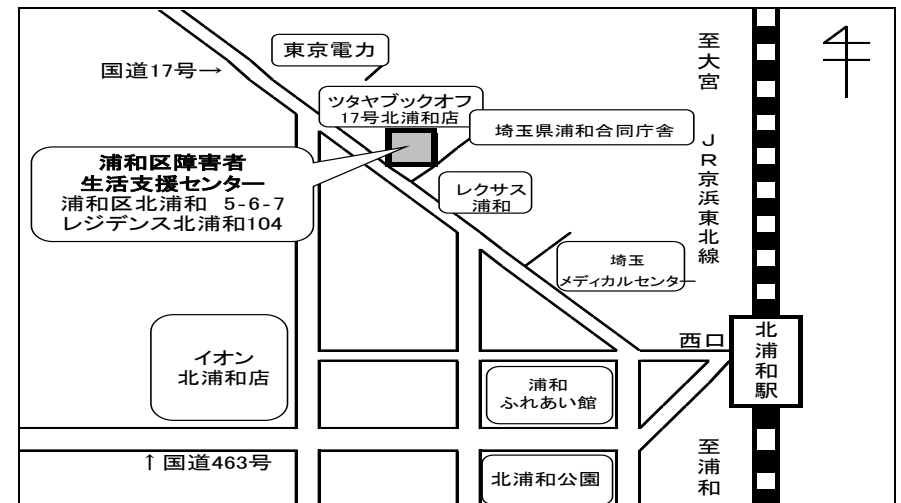 東京電力
国道17号→
ツタヤブックオフ
17号北浦和店
埼玉県浦和合同庁舎
浦和区障害者
生活支援センター
浦和区北浦和 5-6-7
レジデンス北浦和104
レクサス
浦和
埼玉
メディカルセンター
至大宮
JR京浜東北線
西口
北浦和駅
イオン
北浦和店
浦和
ふれあい館
↑国道463号
北浦和公園
至浦和